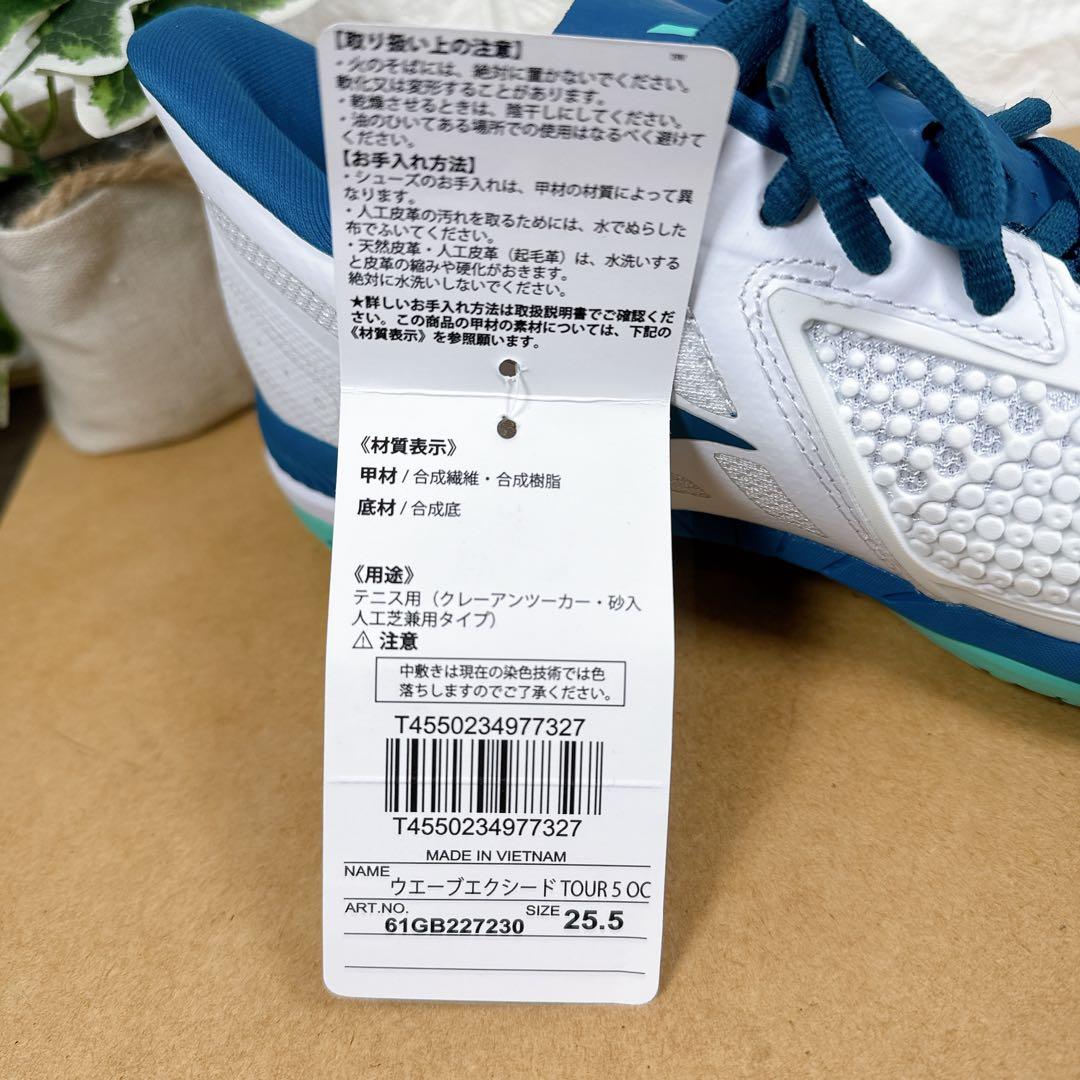 【取り扱い上の注意】
・火のそばには、絶対に置かないでください。
軟化又は変形することがあります。
・乾燥させるときは、陰干しにしてください。
・油のひいてある場所での使用はなるべく避けて
ください。
【お手入れ方法】
・シューズのお手入れは、甲材の材質によって異
なります。
・人工皮革の汚れを取るためには、水でぬらした
布でふいてください。
・天然皮革・人工皮革（起毛革）は、水洗いする
と皮革の縮みや硬化がおきます。
絶対に水洗いしないでください。
★詳しいお手入れ方法は取扱説明書でご確認くだ
さい。この商品の甲材の素材については、下記の
《材質表示》を参照願います。
《材質表示》
甲材 / 合成繊維・合成樹脂
底材 / 合成底
《用途》
テニス用（クレーアンツーカー・砂入
人工芝兼用タイプ）
⚠ 注意
中敷きは現在の染色技術では色
落ちしますのでご了承ください。
T4550234977327
T4550234977327
MADE IN VIETNAM
NAME ウエーブエクシード TOUR 5 OC
ART.NO. 61GB227230 SIZE 25.5